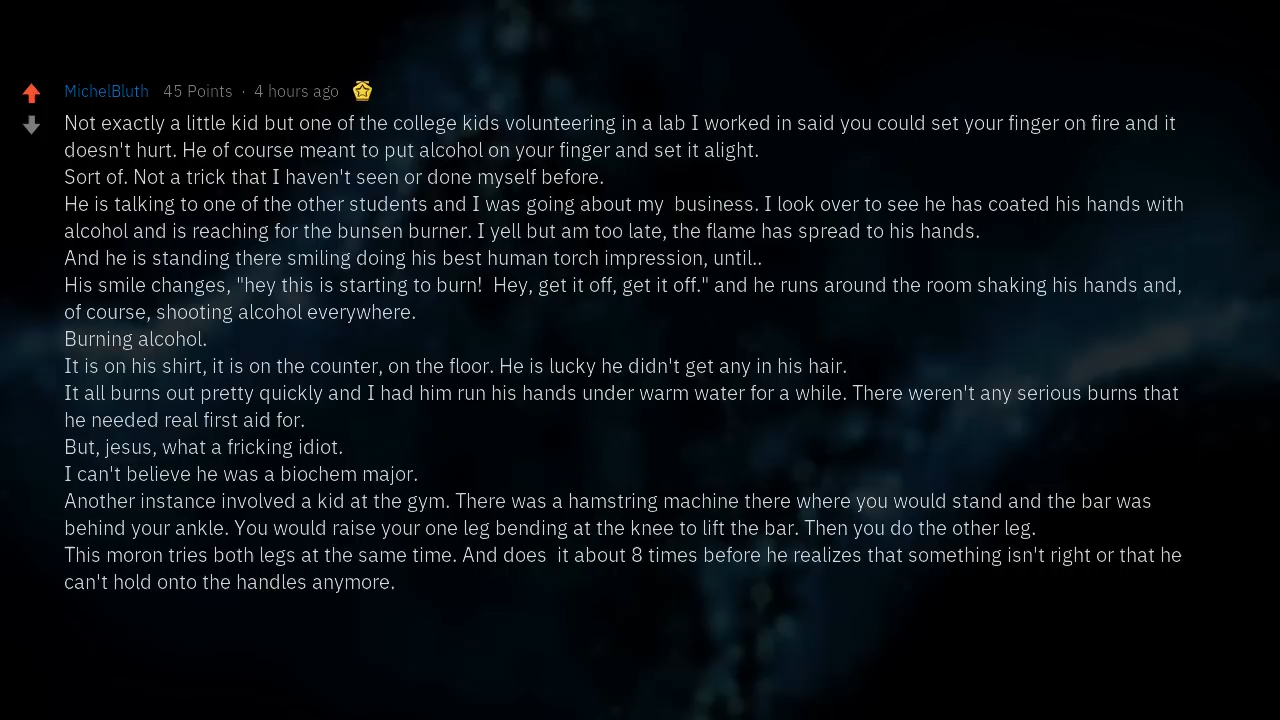 MichelBluth 45 Points · 4 hours ago
Not exactly a little kid but one of the college kids volunteering in a lab I worked in said you could set your finger on fire and it
doesn't hurt. He of course meant to put alcohol on your finger and set it alight.
Sort of. Not a trick that I haven't seen or done myself before.
He is talking to one of the other students and I was going about my  business. I look over to see he has coated his hands with
alcohol and is reaching for the bunsen burner. I yell but am too late, the flame has spread to his hands.
And he is standing there smiling doing his best human torch impression, until..
His smile changes, "hey this is starting to burn!  Hey, get it off, get it off." and he runs around the room shaking his hands and,
of course, shooting alcohol everywhere.
Burning alcohol.
It is on his shirt, it is on the counter, on the floor. He is lucky he didn't get any in his hair.
It all burns out pretty quickly and I had him run his hands under warm water for a while. There weren't any serious burns that
he needed real first aid for.
But, jesus, what a fricking idiot.
I can't believe he was a biochem major.
Another instance involved a kid at the gym. There was a hamstring machine there where you would stand and the bar was
behind your ankle. You would raise your one leg bending at the knee to lift the bar. Then you do the other leg.
This moron tries both legs at the same time. And does  it about 8 times before he realizes that something isn't right or that he
can't hold onto the handles anymore.